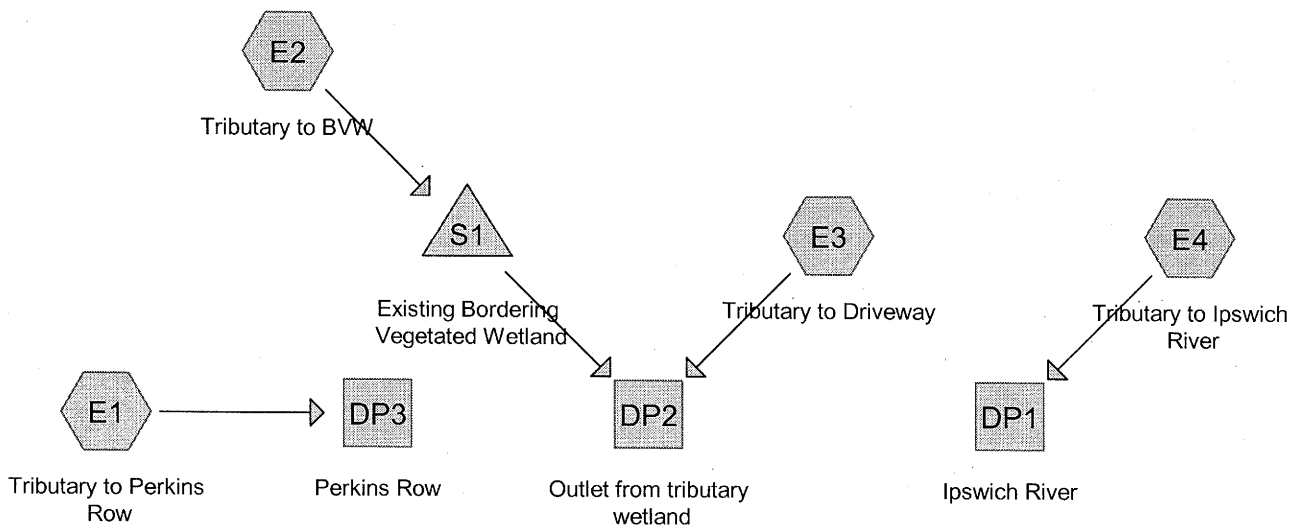 E2
Tributary to BVW
S1
Existing Bordering
Vegetated Wetland
E3
Tributary to Driveway
E4
Tributary to Ipswich
River
E1
Tributary to Perkins
Row
DP3
Perkins Row
DP2
Outlet from tributary
wetland
DP1
Ipswich River